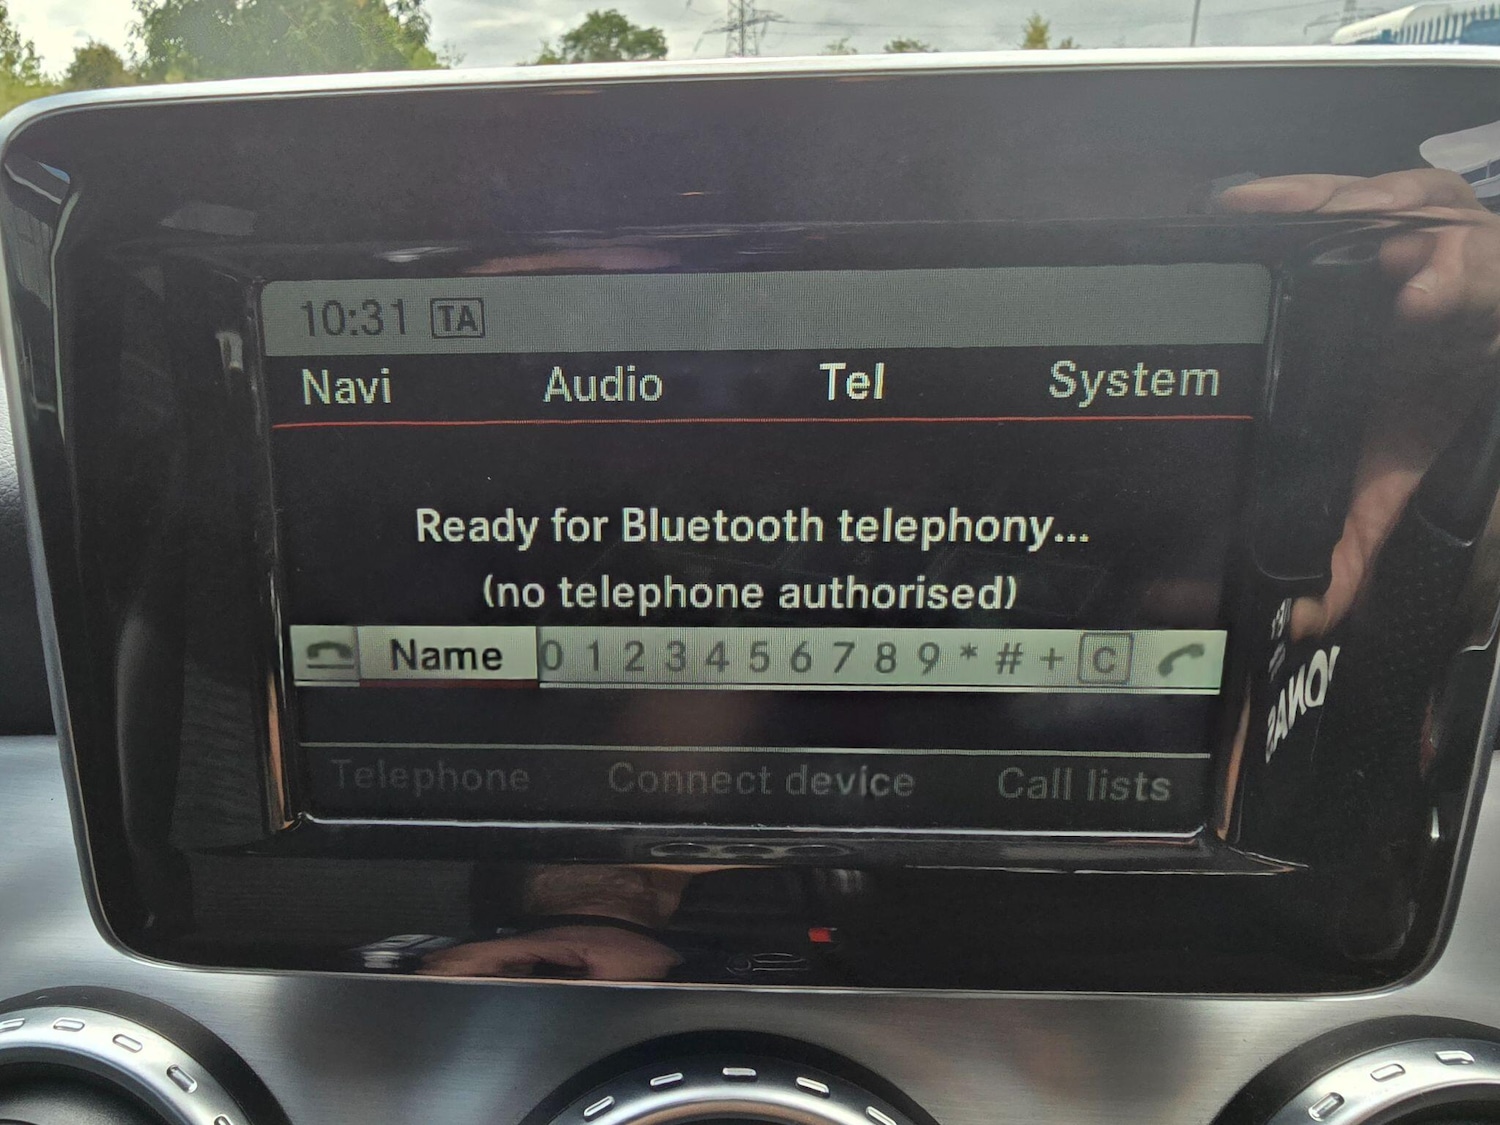 10:31 TA
Navi Audio Tel System
Ready for Bluetooth telephony...
(no telephone authorised)
Name 0 1 2 3 4 5 6 7 8 9 * # + C
Telephone Connect device Call lists